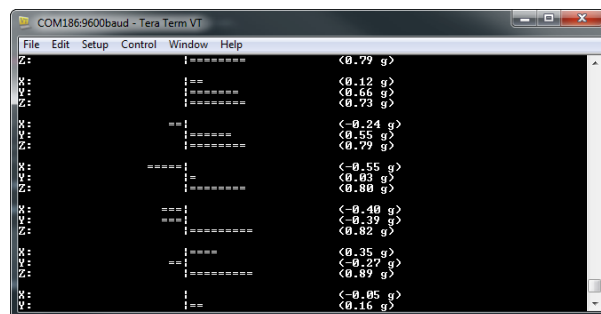 COM186:9600baud - Tera Term VT
File Edit Setup Control Window Help
Z: |======== (0.79 g)
X: |== (0.12 g)
Y: |======= (0.66 g)
Z: |======== (0.73 g)
X: ==| (-0.24 g)
Y: |====== (0.55 g)
Z: |======== (0.79 g)
X: =====| (-0.55 g)
Y: |= (0.03 g)
Z: |======== (0.80 g)
X: ===| (-0.40 g)
Y: ===| (-0.39 g)
Z: |========= (0.82 g)
X: |==== (0.35 g)
Y: ==| (-0.27 g)
Z: |========= (0.89 g)
X: | (-0.05 g)
Y: |== (0.16 g)